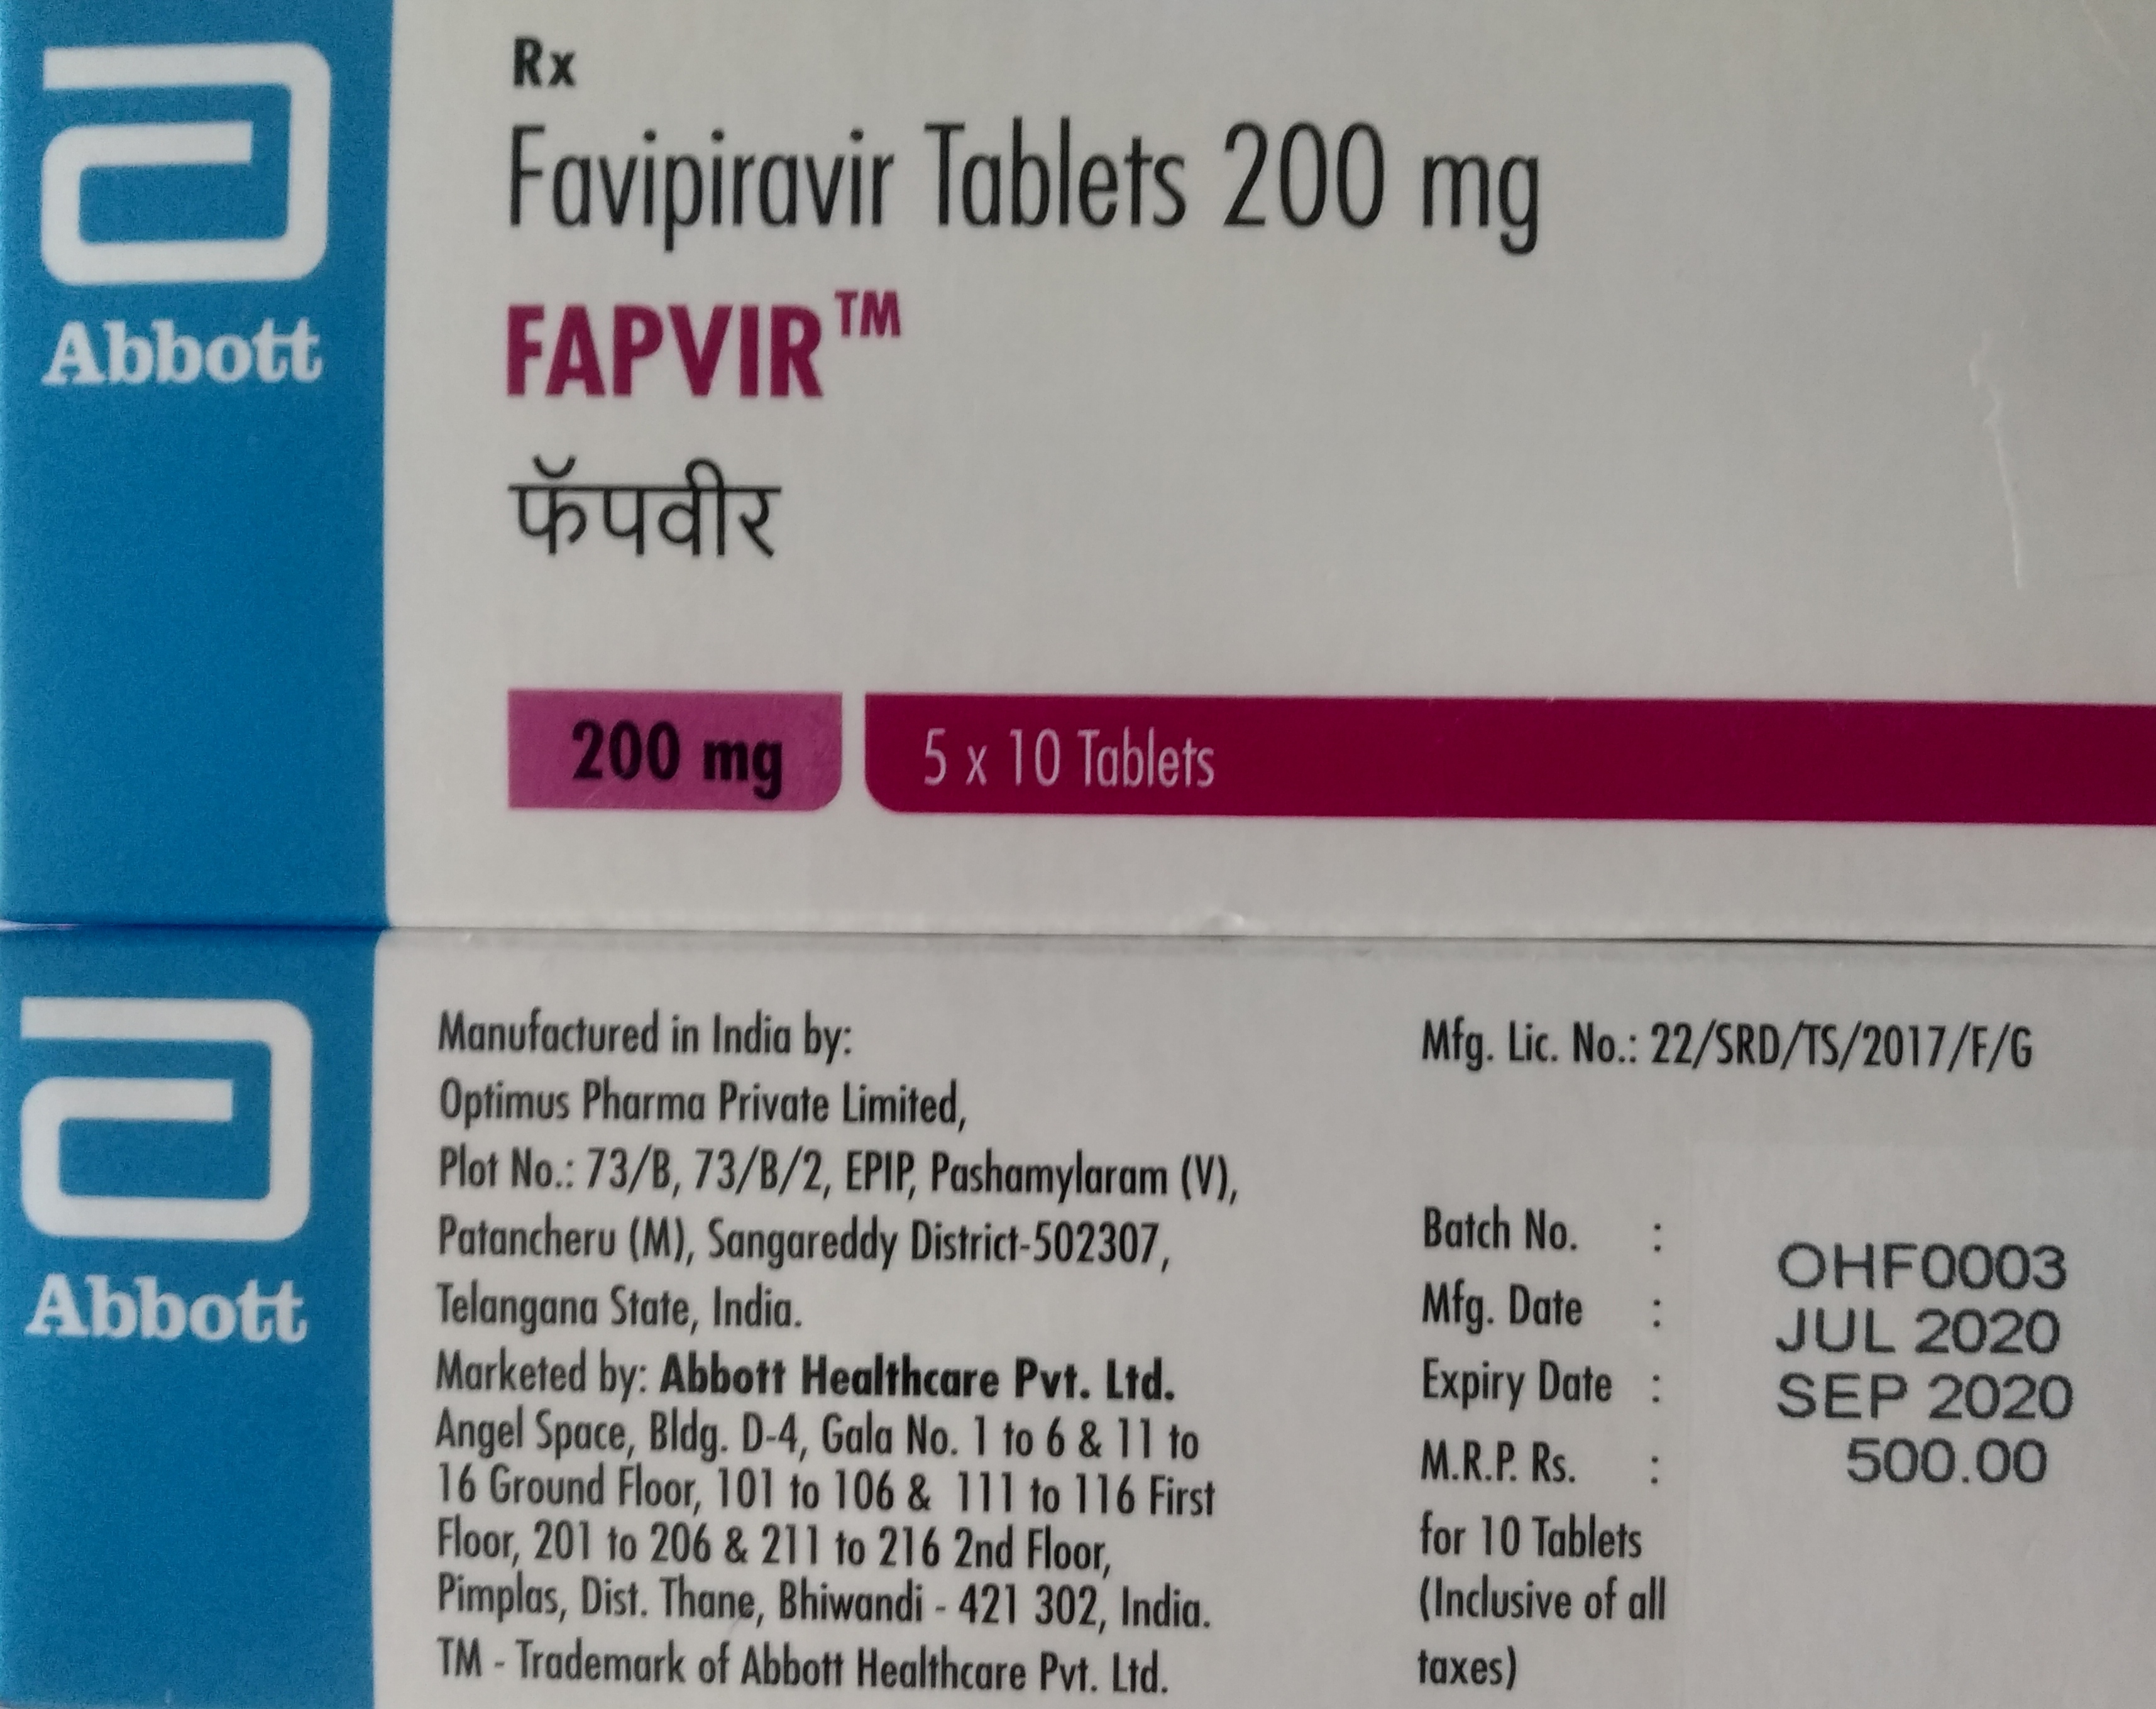 Abbott
Rx
Favipiravir Tablets 200 mg
FAPVIR™
फॅपवीर
200 mg
5 x 10 Tablets
Abbott
Manufactured in India by:
Optimus Pharma Private Limited,
Plot No.: 73/B, 73/B/2, EPIP, Pashamylaram (V),
Patancheru (M), Sangareddy District-502307,
Telangana State, India.
Marketed by: Abbott Healthcare Pvt. Ltd.
Angel Space, Bldg. D-4, Gala No. 1 to 6 & 11 to
16 Ground Floor, 101 to 106 & 111 to 116 First
Floor, 201 to 206 & 211 to 216 2nd Floor,
Pimplas, Dist. Thane, Bhiwandi - 421 302, India.
TM - Trademark of Abbott Healthcare Pvt. Ltd.
Mfg. Lic. No.: 22/SRD/TS/2017/F/G
Batch No. : OHF0003
Mfg. Date : JUL 2020
Expiry Date : SEP 2020
M.R.P. Rs. : 500.00
for 10 Tablets
(Inclusive of all
taxes)